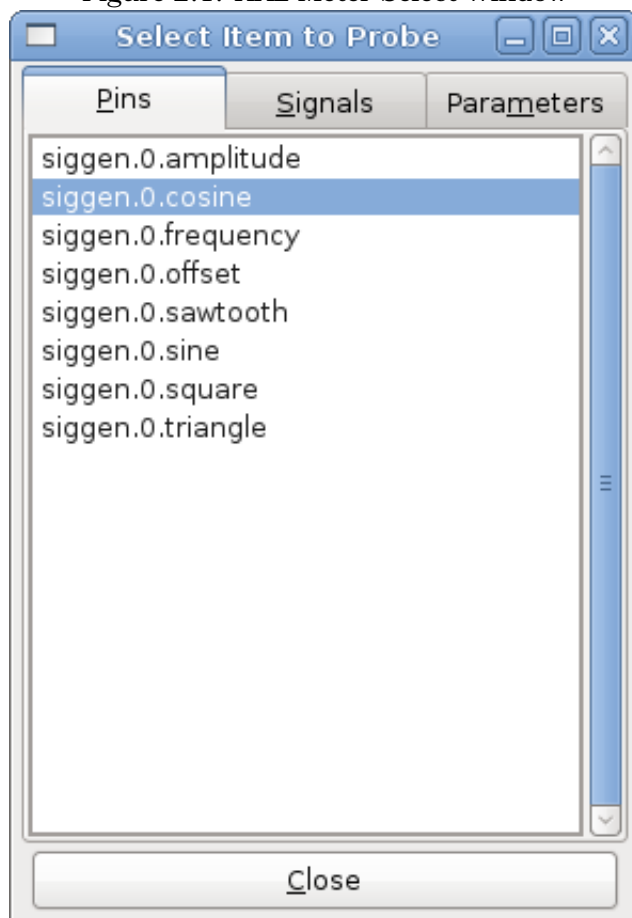 Select Item to Probe
Pins Signals Parameters
siggen.0.amplitude
siggen.0.cosine
siggen.0.frequency
siggen.0.offset
siggen.0.sawtooth
siggen.0.sine
siggen.0.square
siggen.0.triangle
Close